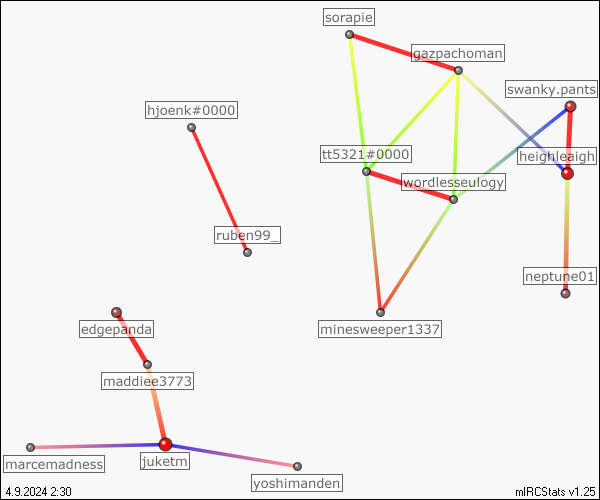 sorapie
gazpachoman
swanky.pants
hjoenk#0000
tt5321#0000
heighleaigh
wordlesseulogy
ruben99_
neptune01
edgepanda
minesweeper1337
maddiee3773
marcemadness
juketm
yoshimanden
4.9.2024 2:30
mIRCStats v1.25